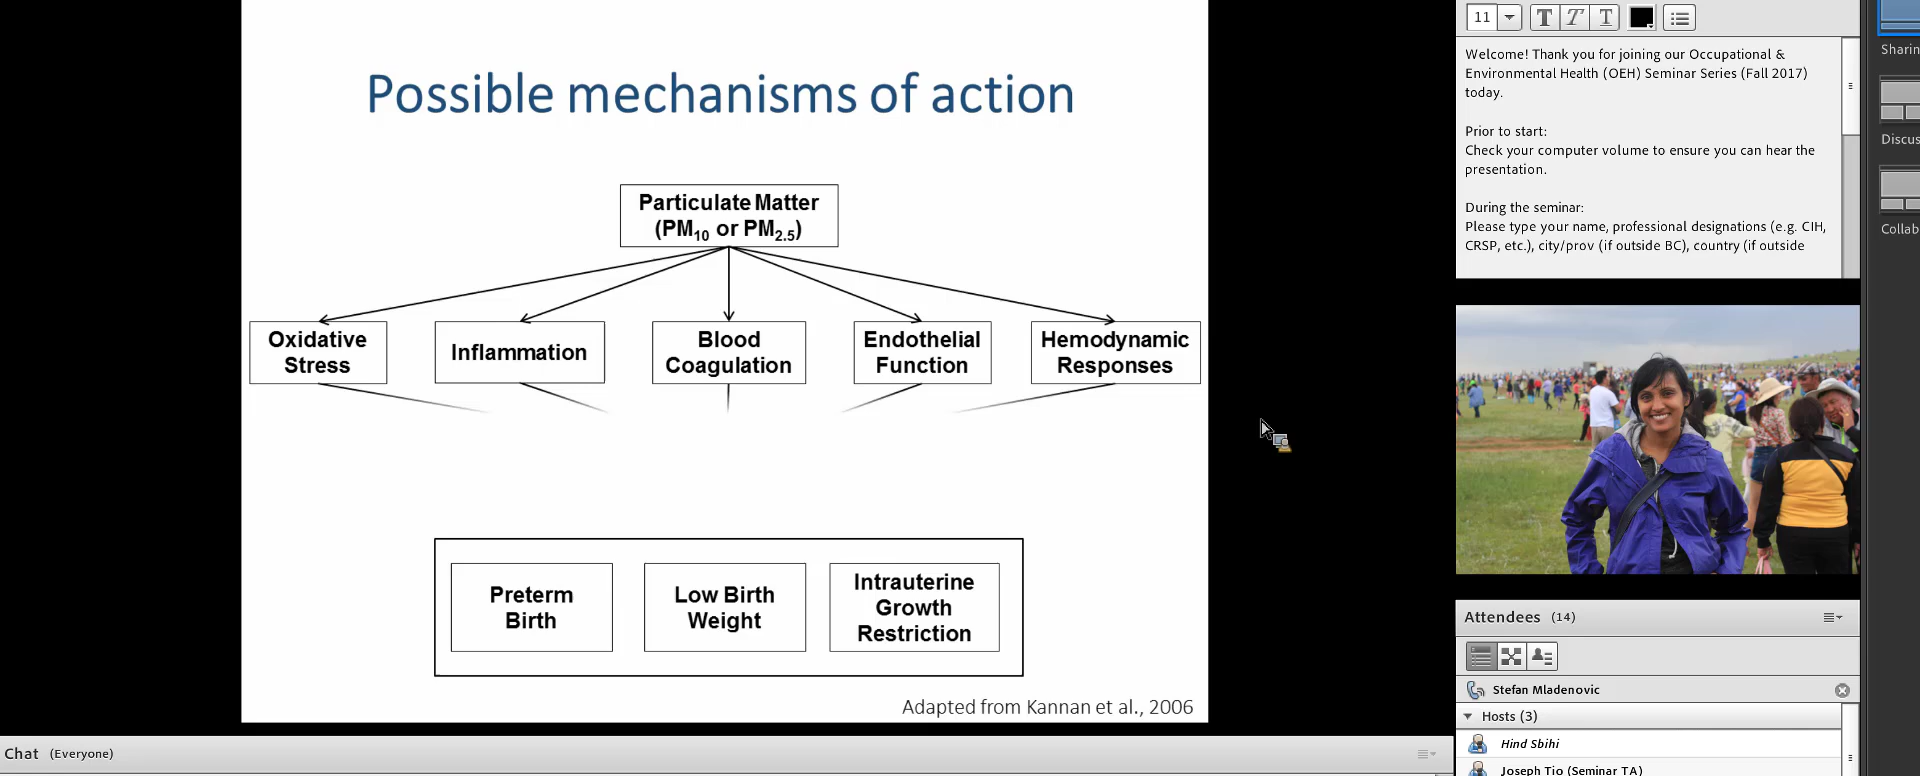 Possible mechanisms of action
Particulate Matter
(PM10 or PM2.5)
Oxidative
Stress
Inflammation
Blood
Coagulation
Endothelial
Function
Hemodynamic
Responses
Preterm
Birth
Low Birth
Weight
Intrauterine
Growth
Restriction
Adapted from Kannan et al., 2006
Chat (Everyone)
11
T T T
Welcome! Thank you for joining our Occupational &
Environmental Health (OEH) Seminar Series (Fall 2017)
today.
Prior to start:
Check your computer volume to ensure you can hear the
presentation.
During the seminar:
Please type your name, professional designations (e.g. CIH,
CRSP, etc.), city/prov (if outside BC), country (if outside
Attendees (14)
Stefan Mladenovic
Hosts (3)
Hind Sbihi
Joseph Tio (Seminar TA)
Sharin
Discus
Collab